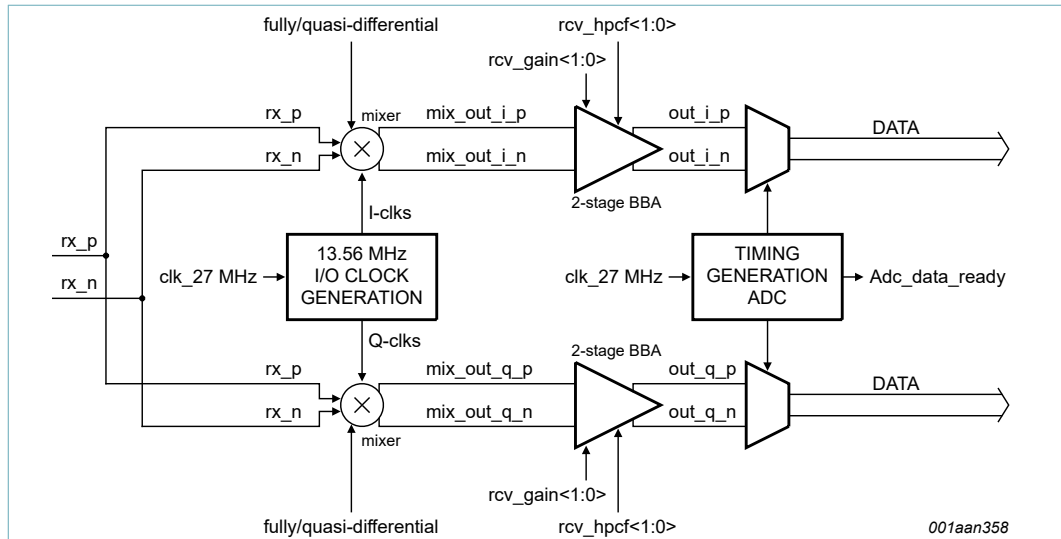 fully/quasi-differential
rcv_hpcf<1:0>
rcv_gain<1:0>
rx_p
mixer
mix_out_i_p
out_i_p
DATA
rx_n
mix_out_i_n
out_i_n
2-stage BBA
I-clks
rx_p
rx_n
clk_27 MHz
13.56 MHz
I/O CLOCK
GENERATION
clk_27 MHz
TIMING
GENERATION
ADC
Adc_data_ready
Q-clks
2-stage BBA
rx_p
mix_out_q_p
out_q_p
DATA
rx_n
mix_out_q_n
out_q_n
mixer
rcv_gain<1:0>
fully/quasi-differential
rcv_hpcf<1:0>
001aan358